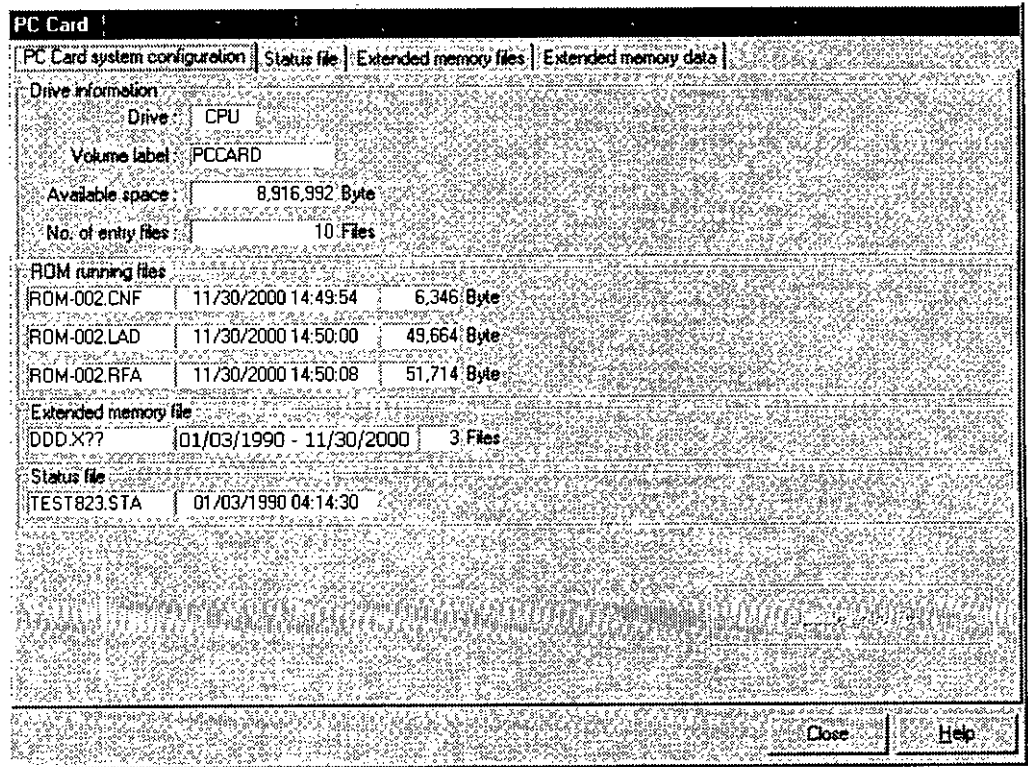 PC Card
PC Card system configuration Status file Extended memory files Extended memory data
Drive information
Drive : CPU
Volume label : PCCARD
Available space : 8,916,992 Byte
No. of entry files : 10 Files
ROM running files
ROM-002.CNF 11/30/2000 14:49:54 6,346 Byte
ROM-002.LAD 11/30/2000 14:50:00 49,664 Byte
ROM-002.RFA 11/30/2000 14:50:08 51,714 Byte
Extended memory file
DDD.X?? 01/03/1990 - 11/30/2000 3 Files
Status file
TEST823.STA 01/03/1990 04:14:30
Close Help